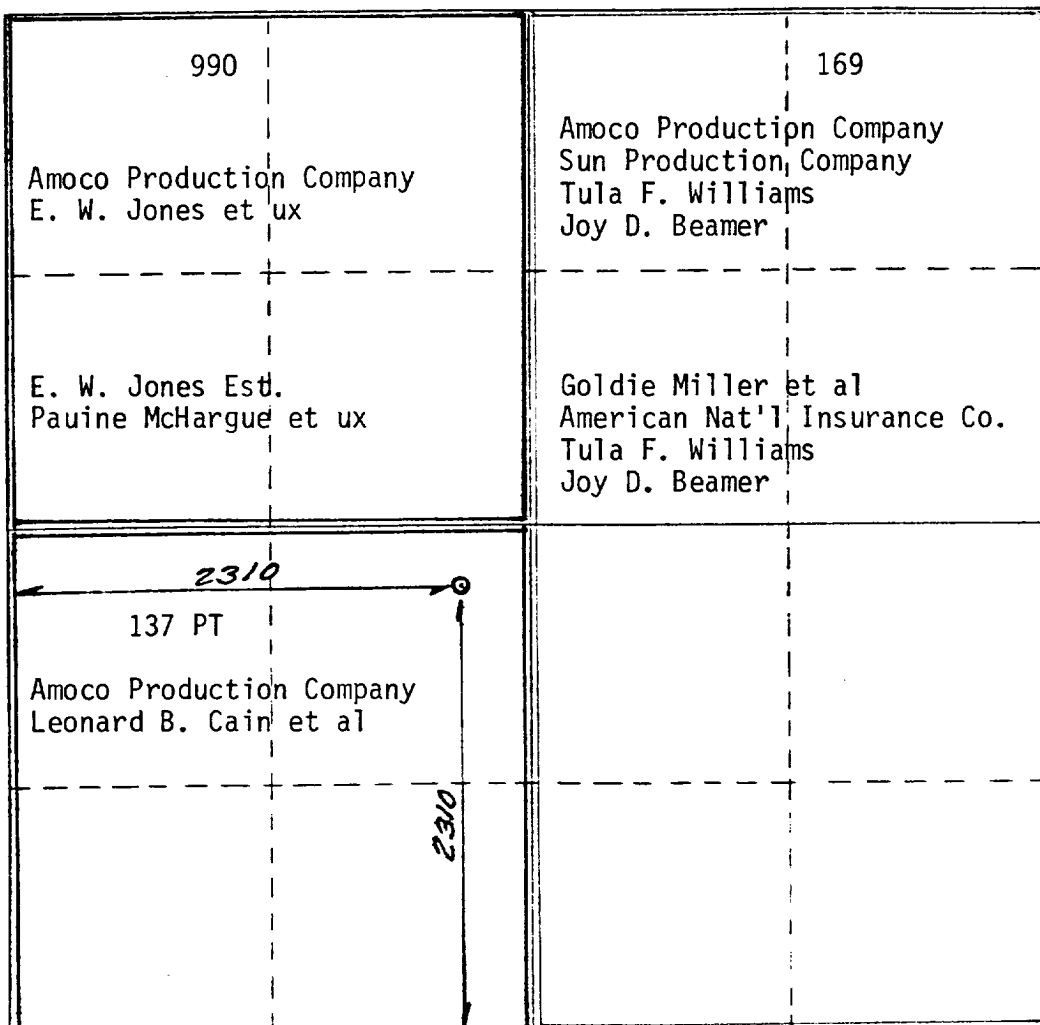 990
Amoco Production Company
E. W. Jones et ux
E. W. Jones Est.
Pauine McHargue et ux
169
Amoco Production Company
Sun Production Company
Tula F. Williams
Joy D. Beamer
Goldie Miller et al
American Nat'l Insurance Co.
Tula F. Williams
Joy D. Beamer
2310
137 PT
Amoco Production Company
Leonard B. Cain et al
2310